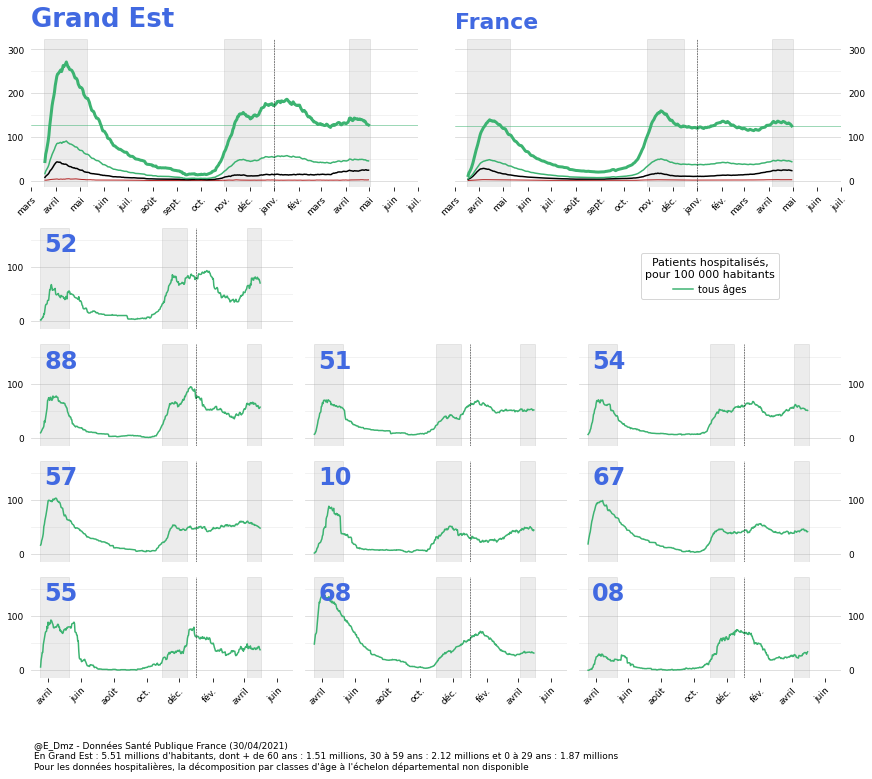 Grand Est
France
300
200
100
0
300
200
100
0
mars
avril
mai
juin
juil.
août
sept.
oct.
nov.
déc.
janv.
fév.
mars
avril
mai
juin
juil.
mars
avril
mai
juin
juil.
août
sept.
oct.
nov.
déc.
janv.
fév.
mars
avril
mai
juin
juil.
52
100
0
Patients hospitalisés,
pour 100 000 habitants
tous âges
88
51
54
100
0
100
0
57
10
67
100
0
100
0
55
68
08
100
0
100
0
avril
juin
août
oct.
déc.
fév.
avril
juin
avril
juin
août
oct.
déc.
fév.
avril
juin
avril
juin
août
oct.
déc.
fév.
avril
juin
@E_Dmz - Données Santé Publique France (30/04/2021)
En Grand Est : 5.51 millions d'habitants, dont + de 60 ans : 1.51 millions, 30 à 59 ans : 2.12 millions et 0 à 29 ans : 1.87 millions
Pour les données hospitalières, la décomposition par classes d'âge à l'échelon départemental non disponible